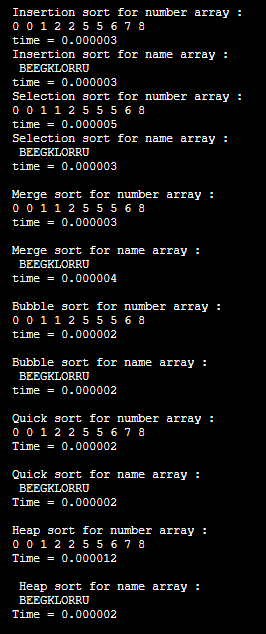 Insertion sort for number array :
0 0 1 2 2 5 5 6 7 8
time = 0.000003
Insertion sort for name array :
BEEGKLORRU
time = 0.000003
Selection sort for number array :
0 0 1 1 2 5 5 5 6 8
time = 0.000005
Selection sort for name array :
BEEGKLORRU
time = 0.000003
Merge sort for number array :
0 0 1 1 2 5 5 5 6 8
time = 0.000003
Merge sort for name array :
BEEGKLORRU
time = 0.000004
Bubble sort for number array :
0 0 1 1 2 5 5 5 6 8
time = 0.000002
Bubble sort for name array :
BEEGKLORRU
time = 0.000002
Quick sort for number array :
0 0 1 2 2 5 5 6 7 8
Time = 0.000002
Quick sort for name array :
BEEGKLORRU
Time = 0.000002
Heap sort for number array :
0 0 1 2 2 5 5 6 7 8
Time = 0.000012
Heap sort for name array :
BEEGKLORRU
Time = 0.000002